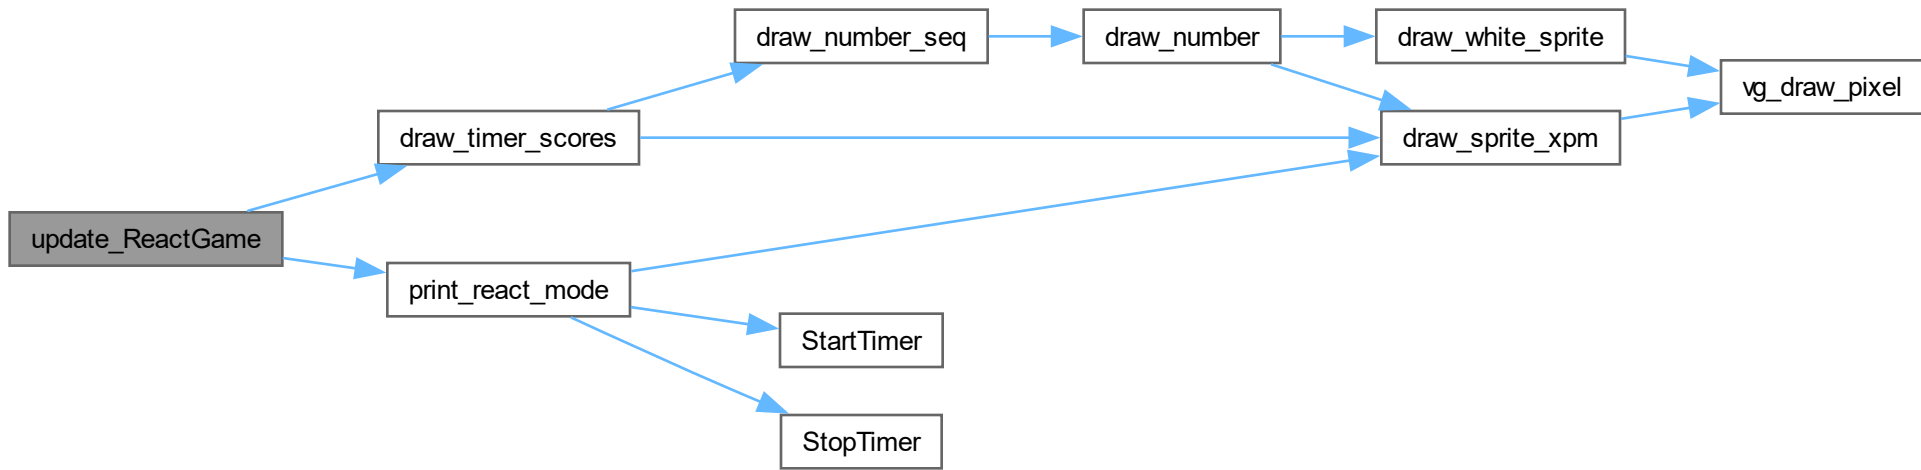 draw_number_seq
draw_number
draw_white_sprite
vg_draw_pixel
draw_timer_scores
draw_sprite_xpm
update_ReactGame
print_react_mode
StartTimer
StopTimer